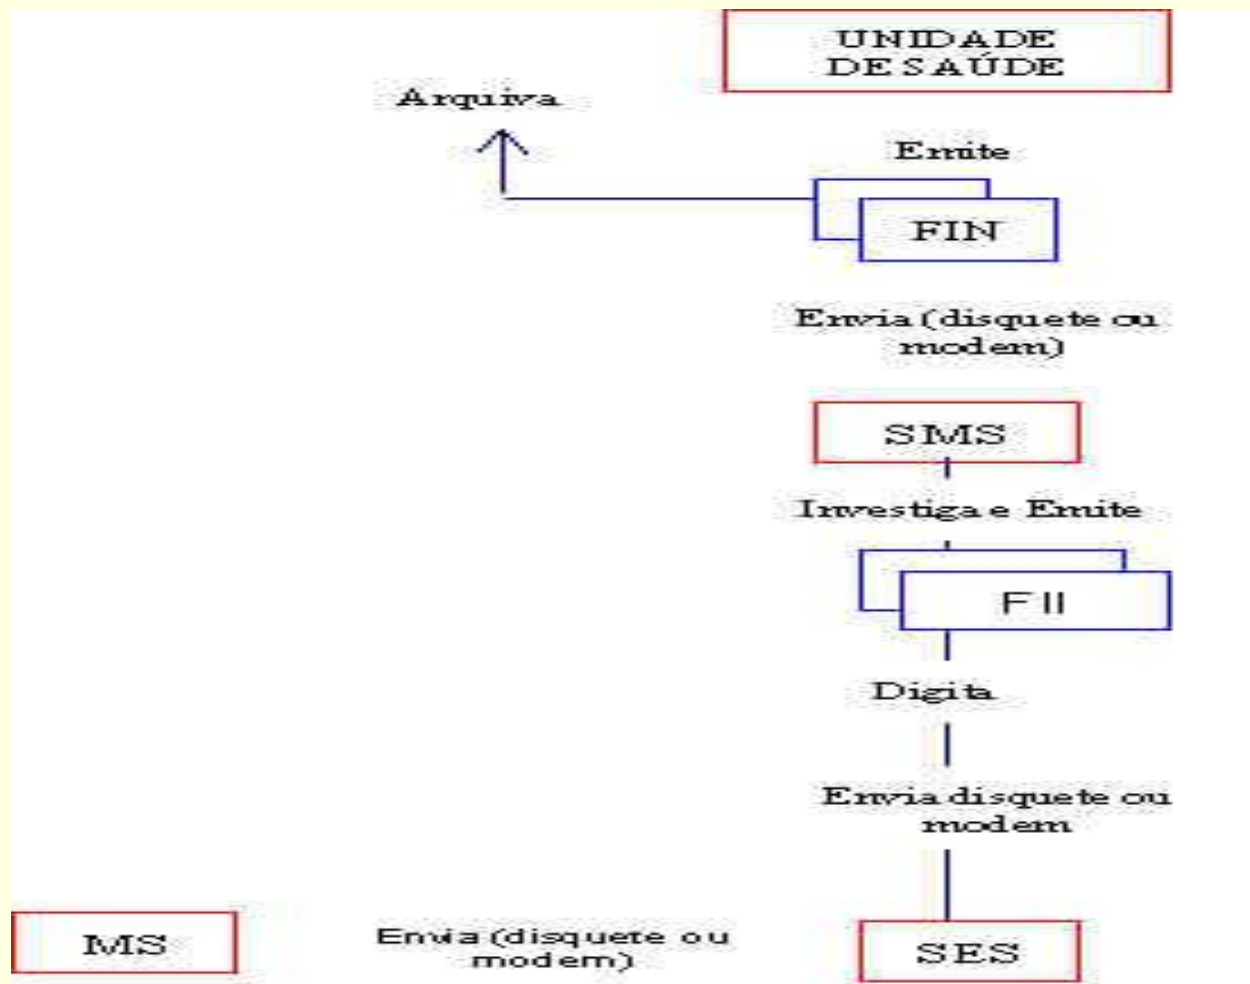 UNIDADE
DE SAÚDE
Arquiva
Emite
FIN
Envia (disquete ou
modem)
SMS
Investiga e Emite
F II
Digita
Envia disquete ou
modem
MS
Envia (disquete ou
modem)
SES